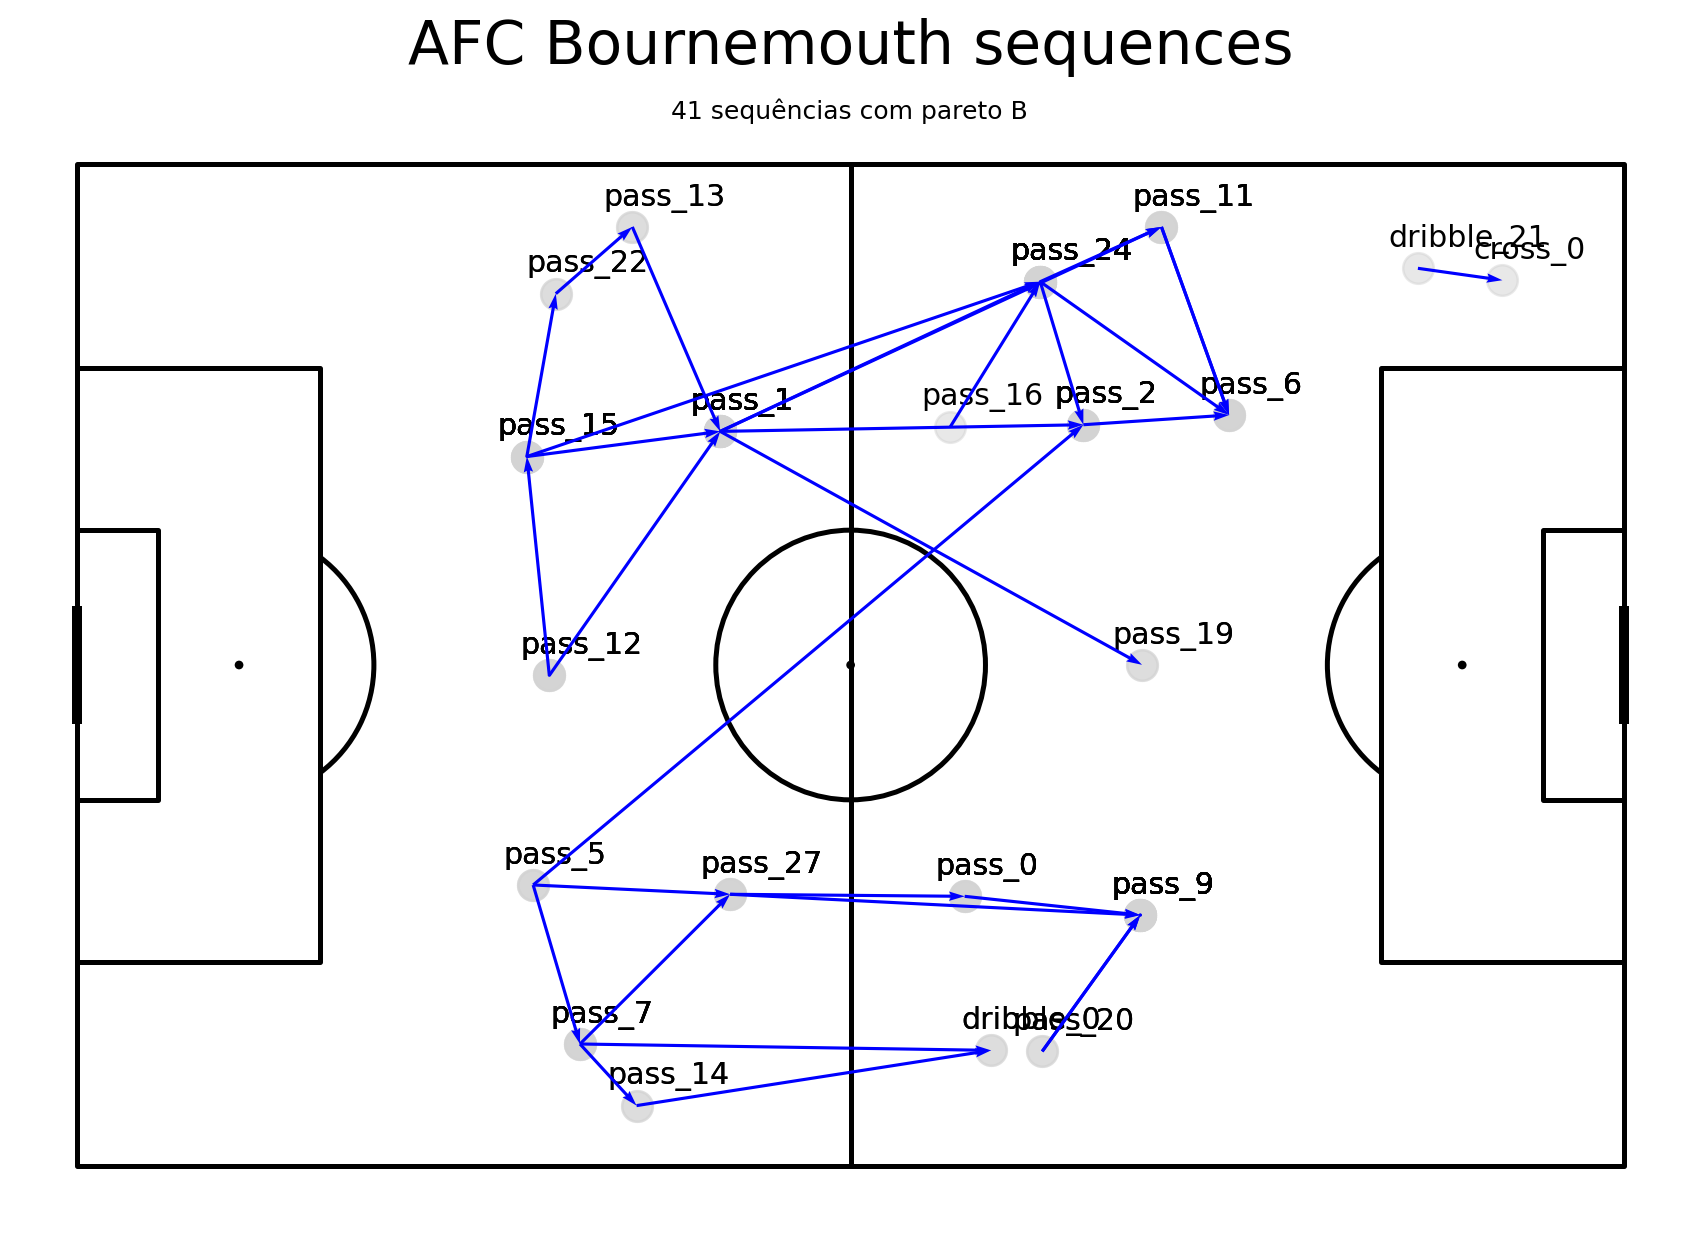 AFC Bournemouth sequences
41 sequências com pareto B
pass_13
pass_11
dribble_21
cross_0
pass_24
pass_22
pass_6
pass_2
pass_16
pass_1
pass_15
pass_19
pass_12
pass_5
pass_27
pass_0
pass_9
pass_7
dribble_0
pass_20
pass_14